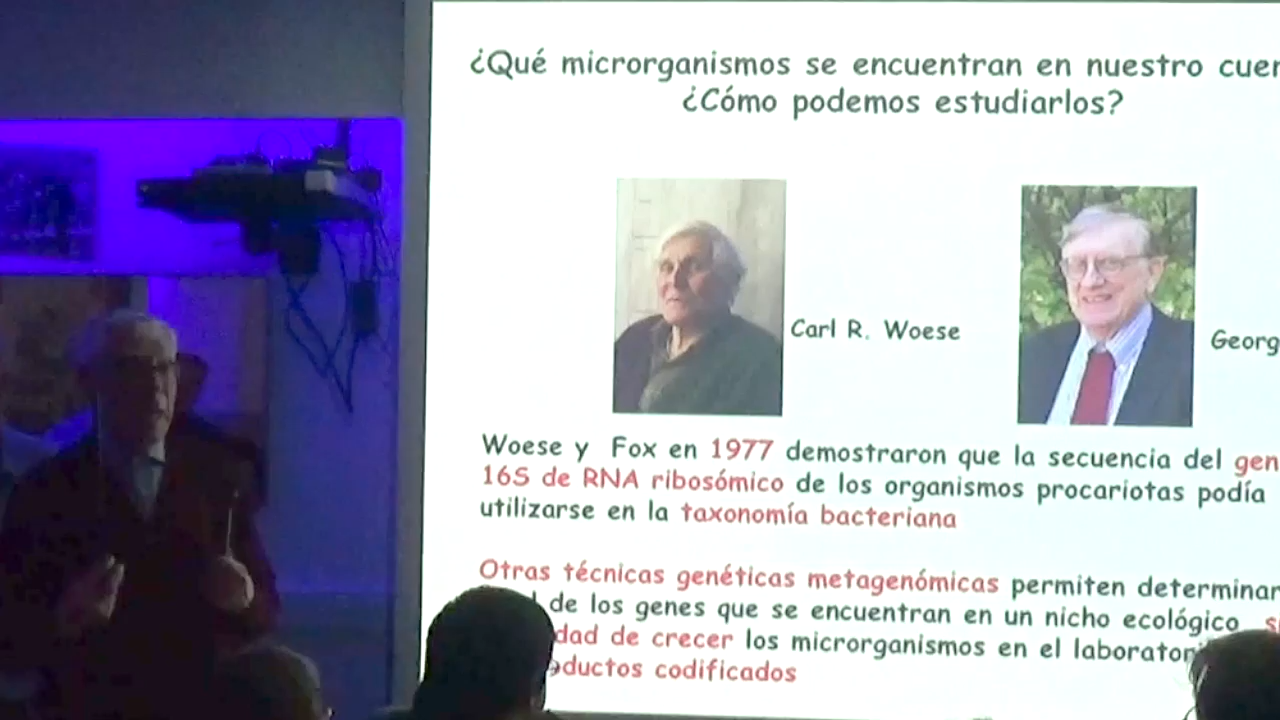 ¿Qué microrganismos se encuentran en nuestro cuer
¿Cómo podemos estudiarlos?
Carl R. Woese
Georg
Woese y Fox en 1977 demostraron que la secuencia del gen
16S de RNA ribosómico de los organismos procariotas podía
utilizarse en la taxonomía bacteriana
Otras técnicas genéticas metagenómicas permiten determinar
de los genes que se encuentran en un nicho ecológico
dad de crecer los microrganismos en el laborator
oductos codificados